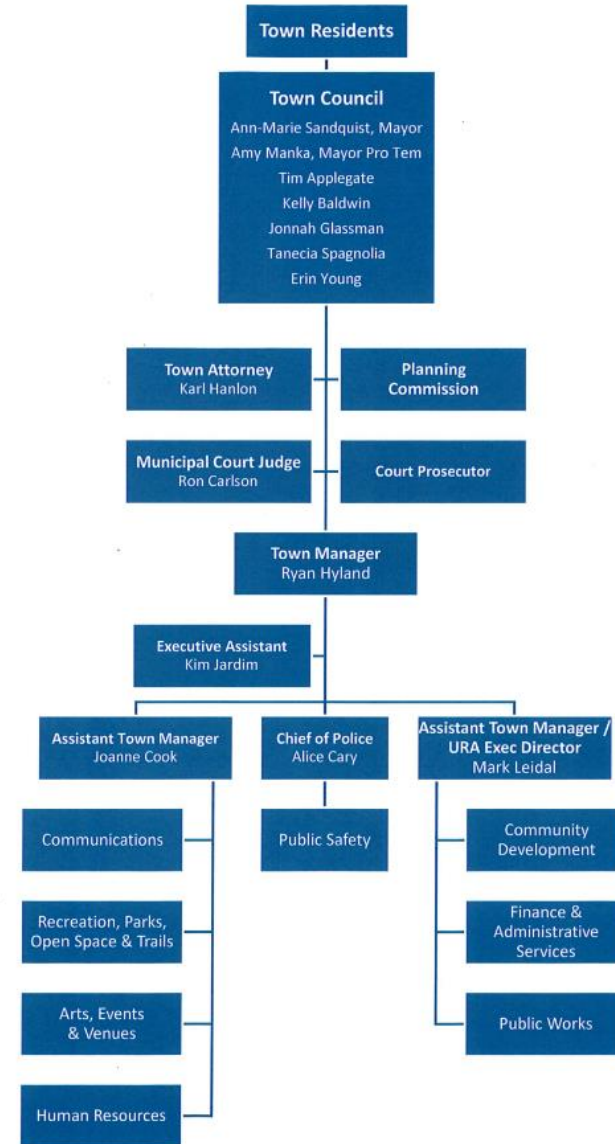 Town Residents
Town Council
Ann-Marie Sandquist, Mayor
Amy Manka, Mayor Pro Tem
Tim Applegate
Kelly Baldwin
Jonnah Glassman
Tanecia Spagnolia
Erin Young
Town Attorney
Karl Hanlon
Planning
Commission
Municipal Court Judge
Ron Carlson
Court Prosecutor
Town Manager
Ryan Hyland
Executive Assistant
Kim Jardim
Assistant Town Manager
Joanne Cook
Chief of Police
Alice Cary
Assistant Town Manager /
URA Exec Director
Mark Leidal
Communications
Public Safety
Community
Development
Recreation, Parks,
Open Space & Trails
Finance &
Administrative
Services
Arts, Events
& Venues
Public Works
Human Resources